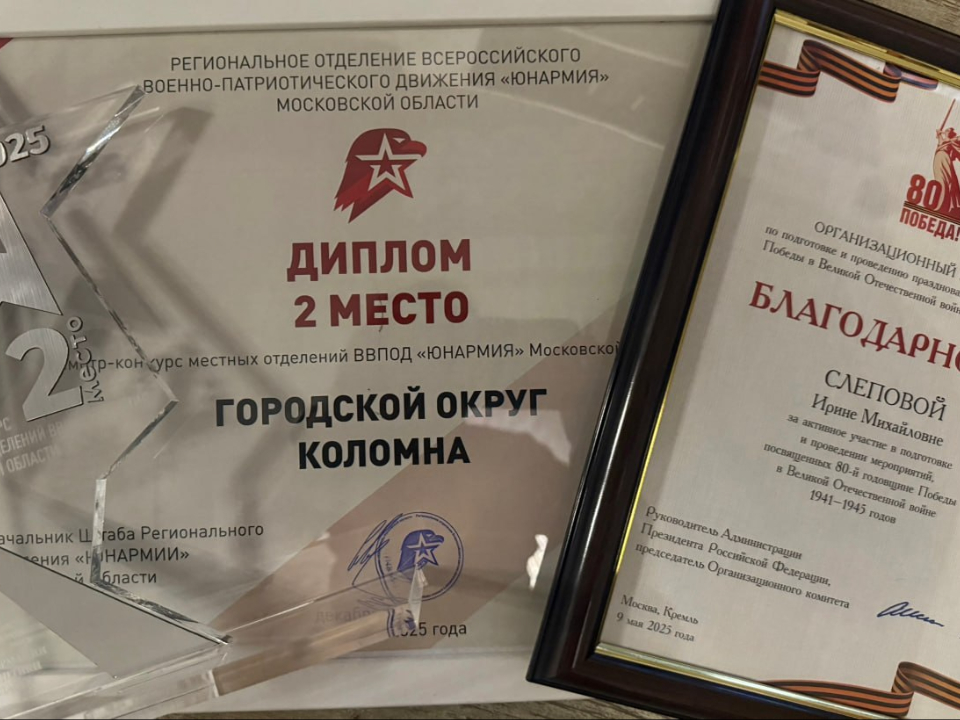 РЕГИОНАЛЬНОЕ ОТДЕЛЕНИЕ ВСЕРОССИЙСКОГО
ВОЕННО-ПАТРИОТИЧЕСКОГО ДВИЖЕНИЯ «ЮНАРМИЯ»
МОСКОВСКОЙ ОБЛАСТИ
ДИПЛОМ
2 МЕСТО
местных отделений ВВПОД «ЮНАРМИЯ» Московской
ГОРОДСКОЙ ОКРУГ
КОЛОМНА
Штаба Регионального
«ЮНАРМИИ»
области
2025 года
2025
2
место
80
ПОБЕДА!
ОРГАНИЗАЦИОННЫЙ
по подготовке и проведению
Победы в Великой Отечественной
БЛАГОДАРНО
СЛЕПОВОЙ
Ирине Михайловне
за активное участие в подготовке
и проведении мероприятий,
посвященных 80-й годовщине Победы
в Великой Отечественной войне
1941–1945 годов
Руководитель Администрации
Президента Российской Федерации,
председатель Организационного комитета
Москва, Кремль
9 мая 2025 года